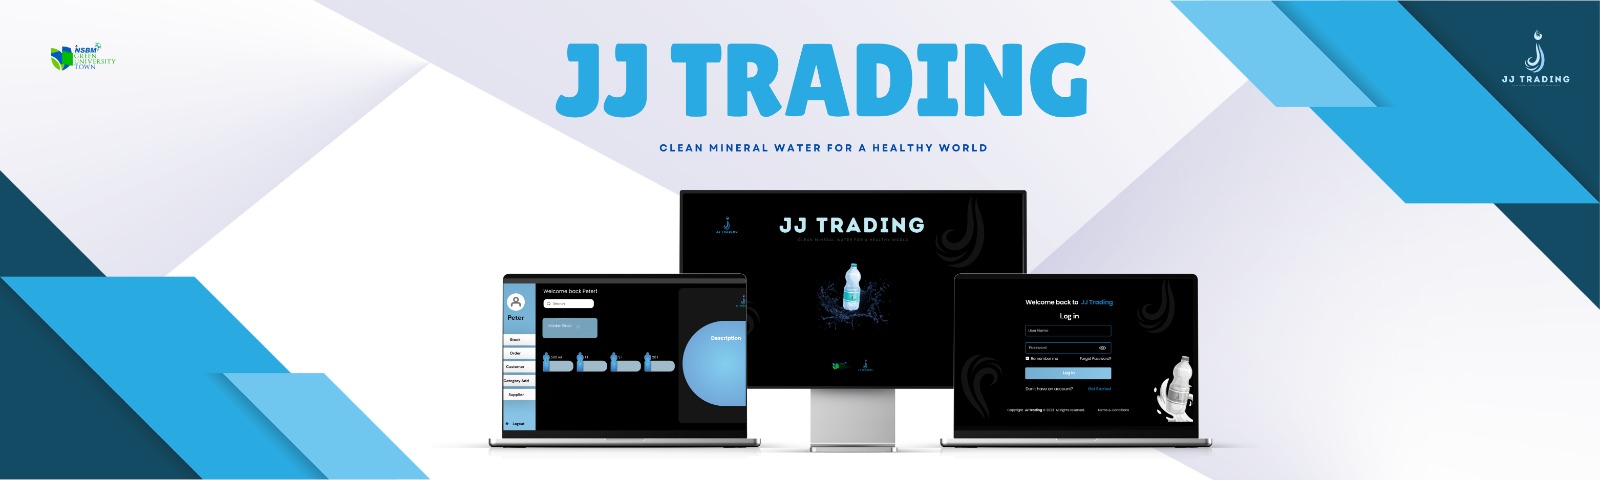 NSBM
GREEN
UNIVERSITY
TOWN
JJ TRADING
CLEAN MINERAL WATER FOR A HEALTHY WORLD
JJ TRADING
JJ TRADING
CLEAN MINERAL WATER FOR A HEALTHY WORLD
JJ TRADING
Welcome back Peter!
Search
Peter
Stock
Order
Customer
Category Add
Supplier
Logout
Description
Welcome back to JJ Trading
Log in
User Name
Password
Remember me
Forgot Password?
Log in
Don't have an account?
Get Started
Copyright JJ Trading © 2023. All rights reserved.
Terms & Conditions